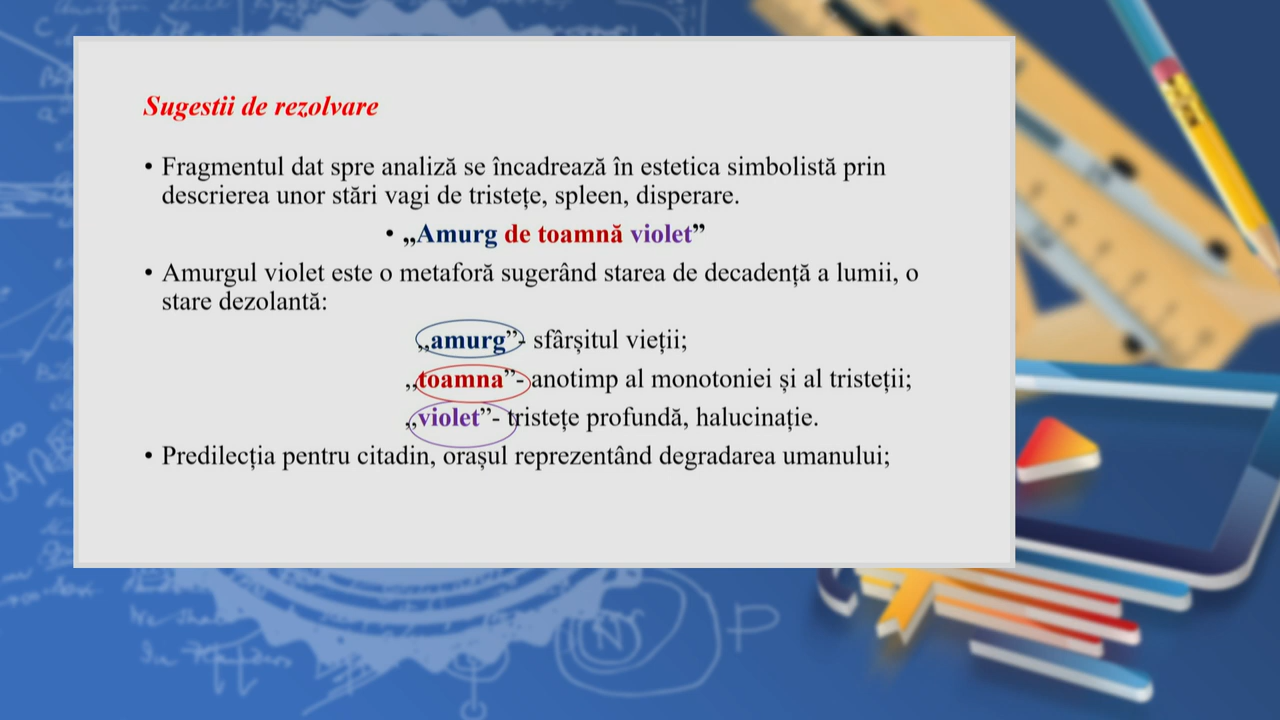 Sugestii de rezolvare
• Fragmentul dat spre analiză se încadrează în estetica simbolistă prin
descrierea unor stări vagi de tristețe, spleen, disperare.
• „Amurg de toamnă violet”
• Amurgul violet este o metaforă sugerând starea de decadență a lumii, o
stare dezolantă:
„amurg”- sfârșitul vieții;
„toamna”- anotimp al monotoniei și al tristeții;
„violet”- tristețe profundă, halucinație.
• Predilecția pentru citadin, orașul reprezentând degradarea umanului;
N
P